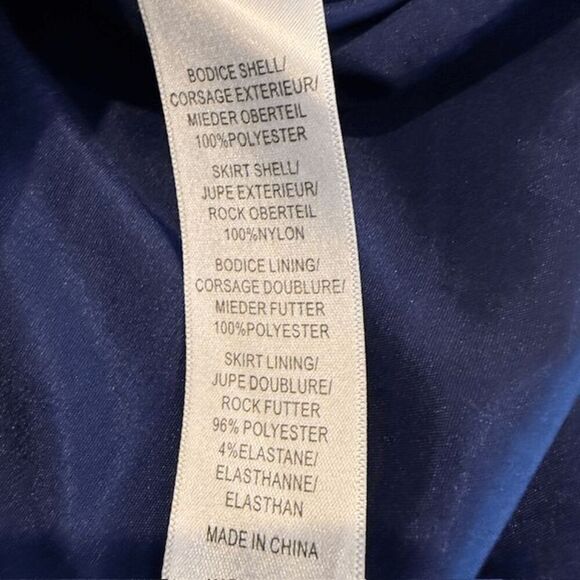 BODICE SHELL/
CORSAGE EXTERIEUR/
MIEDER OBERTEIL
100%POLYESTER
SKIRT SHELL/
JUPE EXTERIEUR/
ROCK OBERTEIL
100%NYLON
BODICE LINING/
CORSAGE DOUBLURE/
MIEDER FUTTER
100%POLYESTER
SKIRT LINING/
JUPE DOUBLURE/
ROCK FUTTER
96% POLYESTER
4%ELASTANE/
ELASTHANNE/
ELASTHAN
MADE IN CHINA